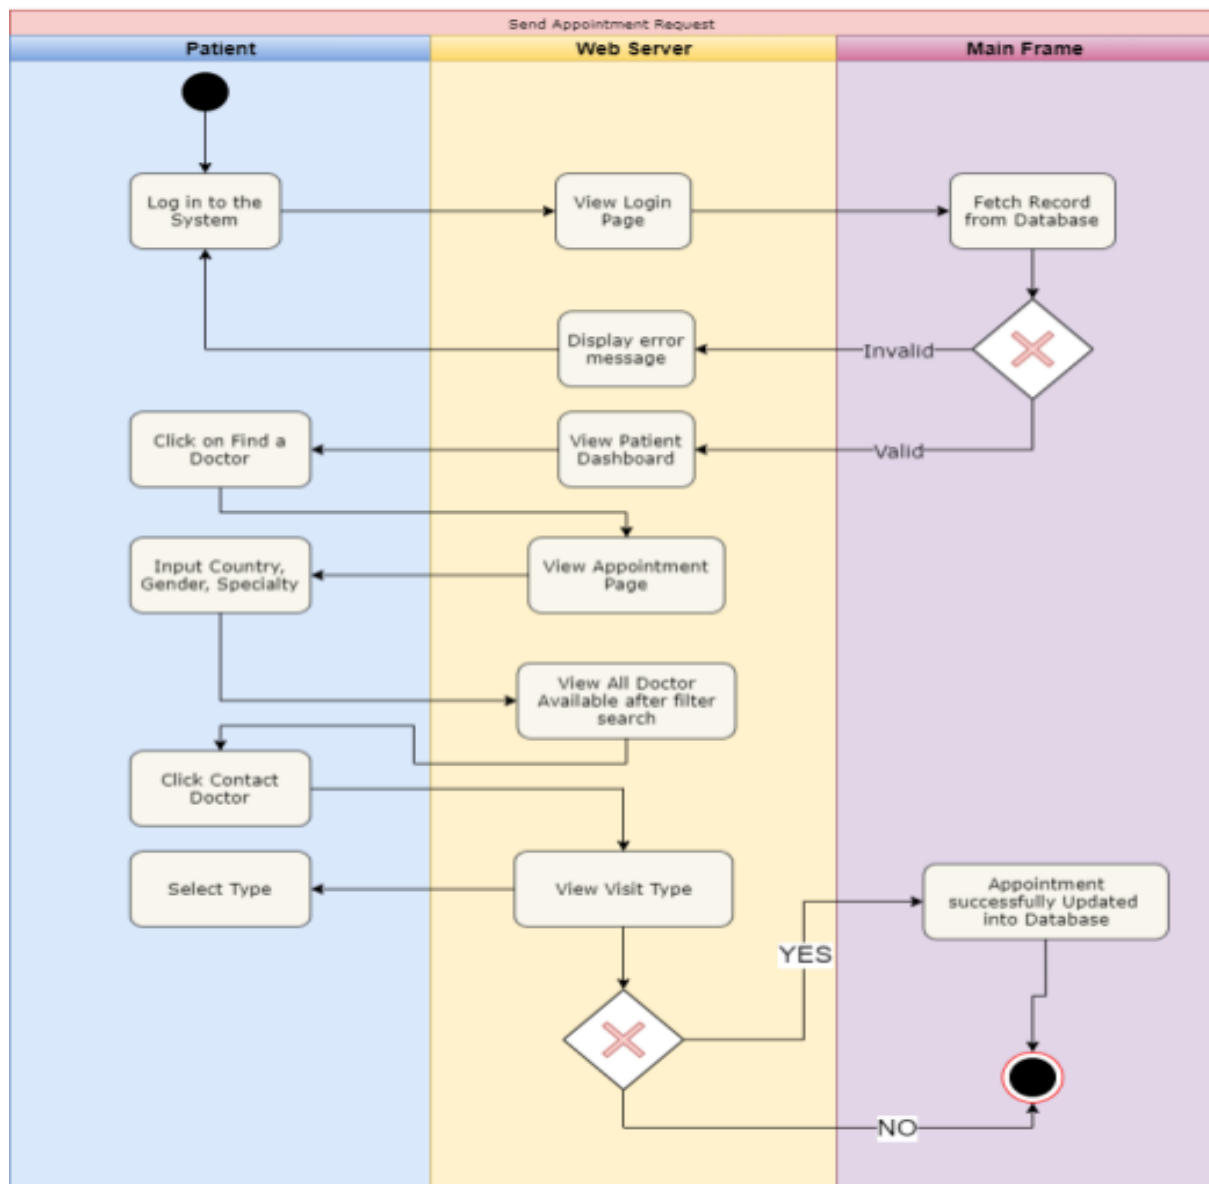 Send Appointment Request
Patient
Web Server
Main Frame
Log in to the
System
View Login
Page
Fetch Record
from Database
Display error
message
Invalid
Click on Find a
Doctor
View Patient
Dashboard
Valid
Input Country,
Gender, Specialty
View Appointment
Page
View All Doctor
Available after filter
search
Click Contact
Doctor
Select Type
View Visit Type
Appointment
successfully Updated
into Database
YES
NO